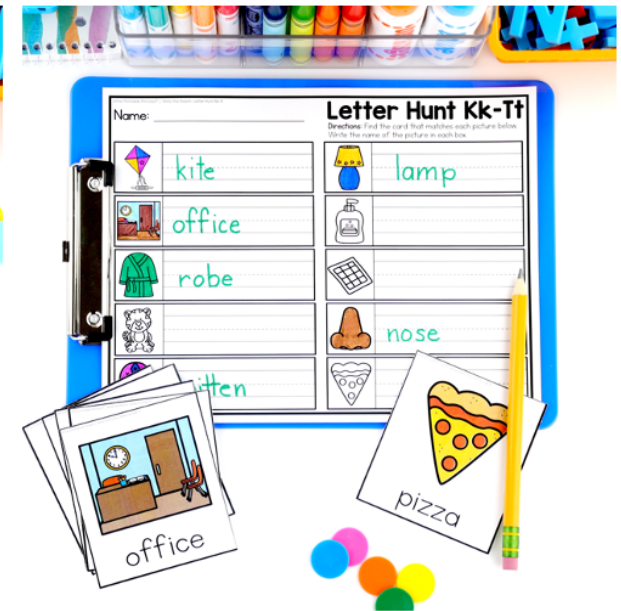 Letter Hunt Kk-Tt
Name:
Directions: Find the card that matches each picture below.
Write the name of the picture in each box.
kite
lamp
office
robe
nose
itten
office
pizza